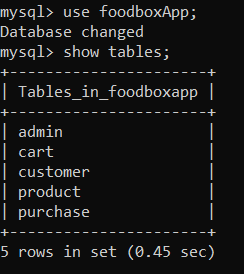 mysql> use foodboxApp;
Database changed
mysql> show tables;
+----------------------+
| Tables_in_foodboxapp |
+----------------------+
| admin                |
| cart                 |
| customer             |
| product              |
| purchase             |
+----------------------+
5 rows in set (0.45 sec)